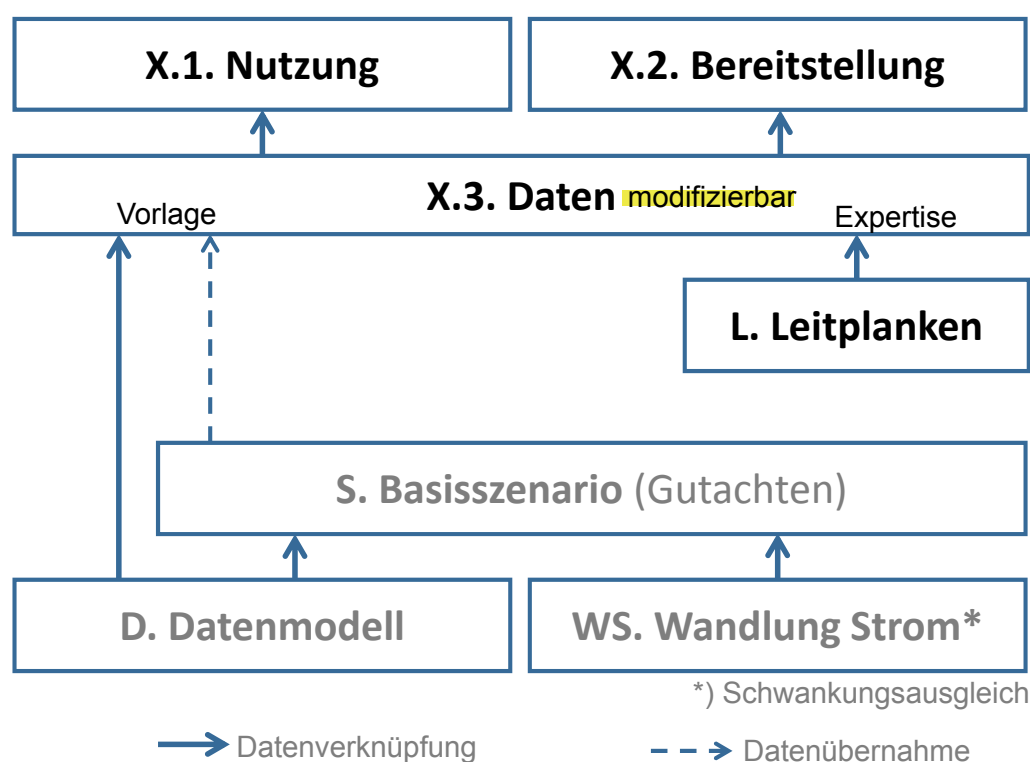 X.1. Nutzung
X.2. Bereitstellung
X.3. Daten modifizierbar
Vorlage
Expertise
L. Leitplanken
S. Basisszenario (Gutachten)
D. Datenmodell
WS. Wandlung Strom*
*) Schwankungsausgleich
Datenverknüpfung
Datenübernahme